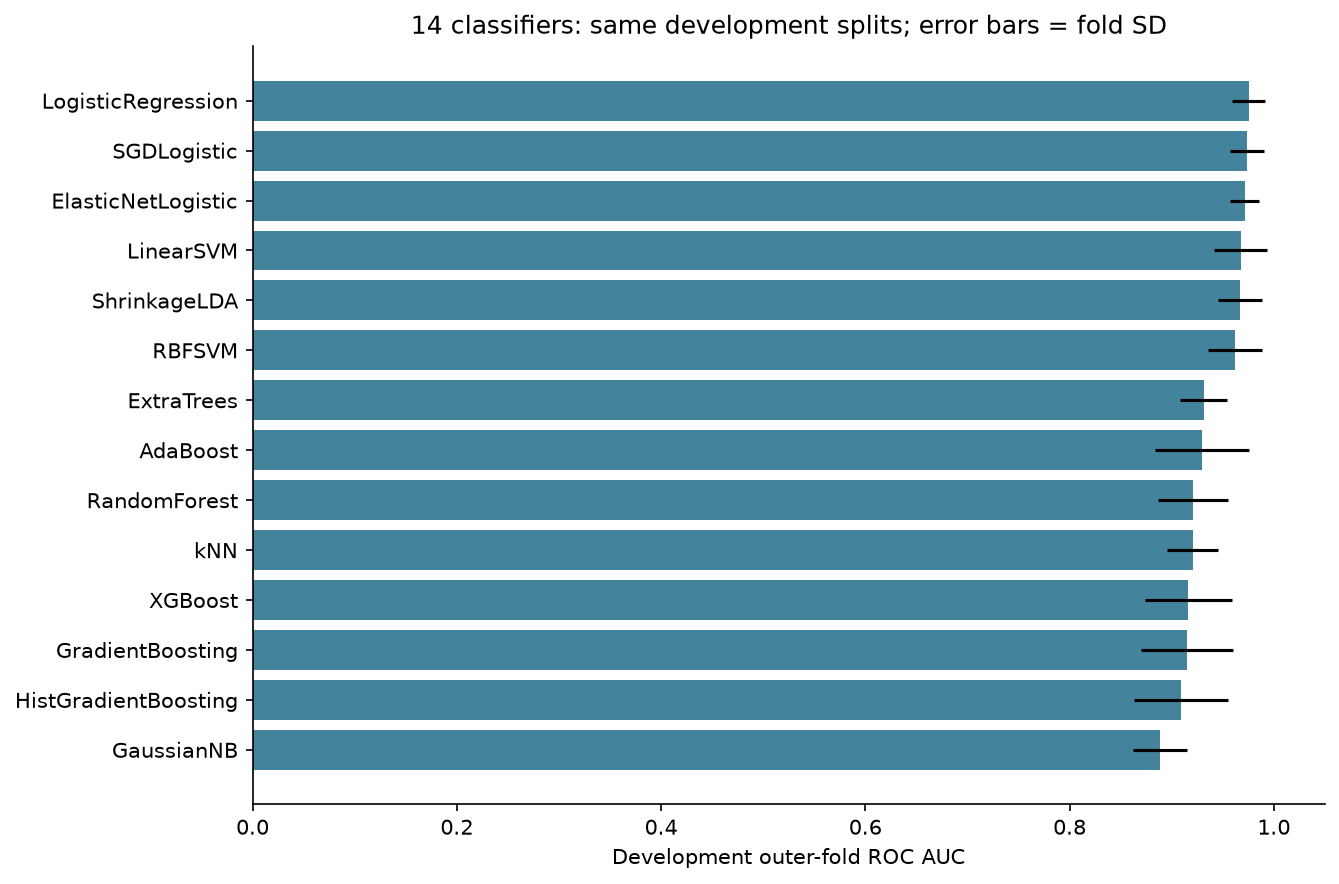 14 classifiers: same development splits; error bars = fold SD
LogisticRegression
SGDLogistic
ElasticNetLogistic
LinearSVM
ShrinkageLDA
RBFSVM
ExtraTrees
AdaBoost
RandomForest
kNN
XGBoost
GradientBoosting
HistGradientBoosting
GaussianNB
0.0 0.2 0.4 0.6 0.8 1.0
Development outer-fold ROC AUC